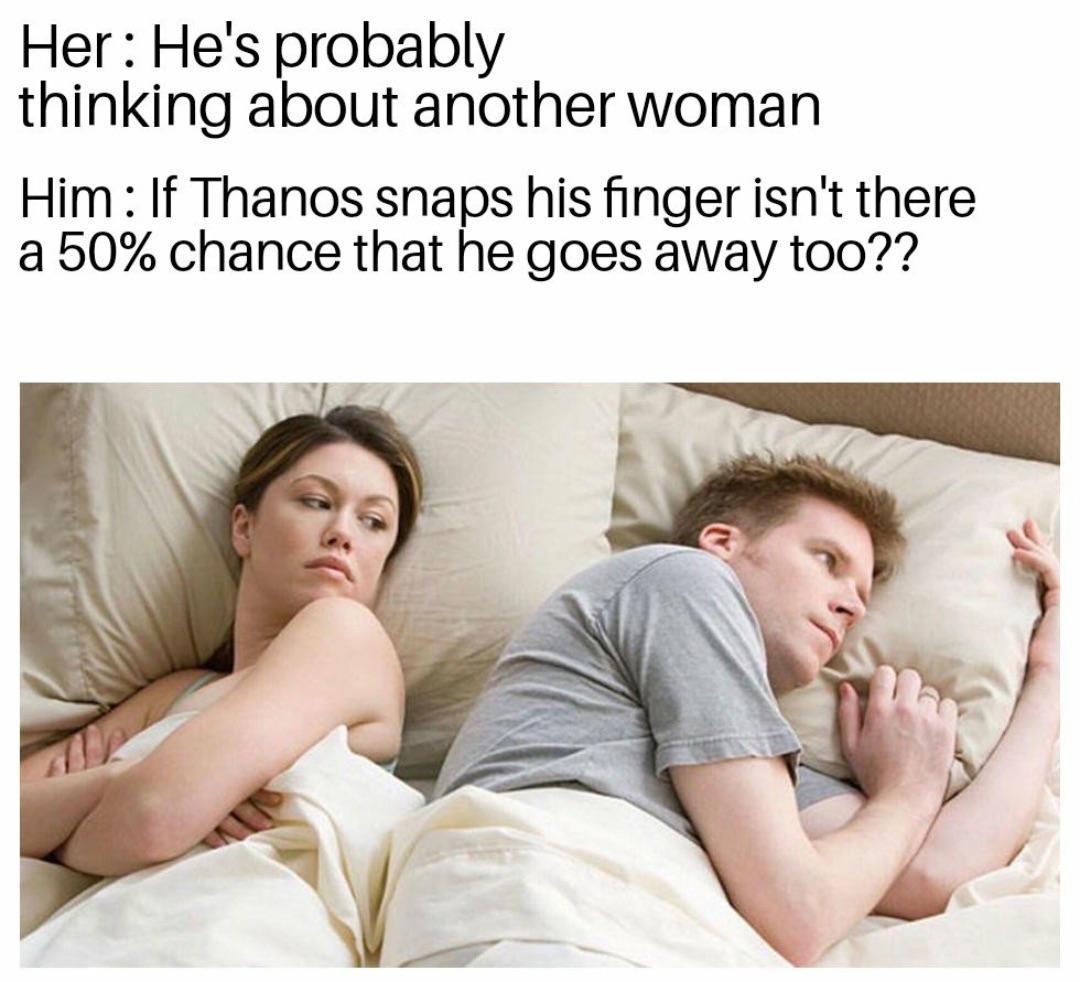 Her : He's probably
thinking about another woman
Him : If Thanos snaps his finger isn't there
a 50% chance that he goes away too??